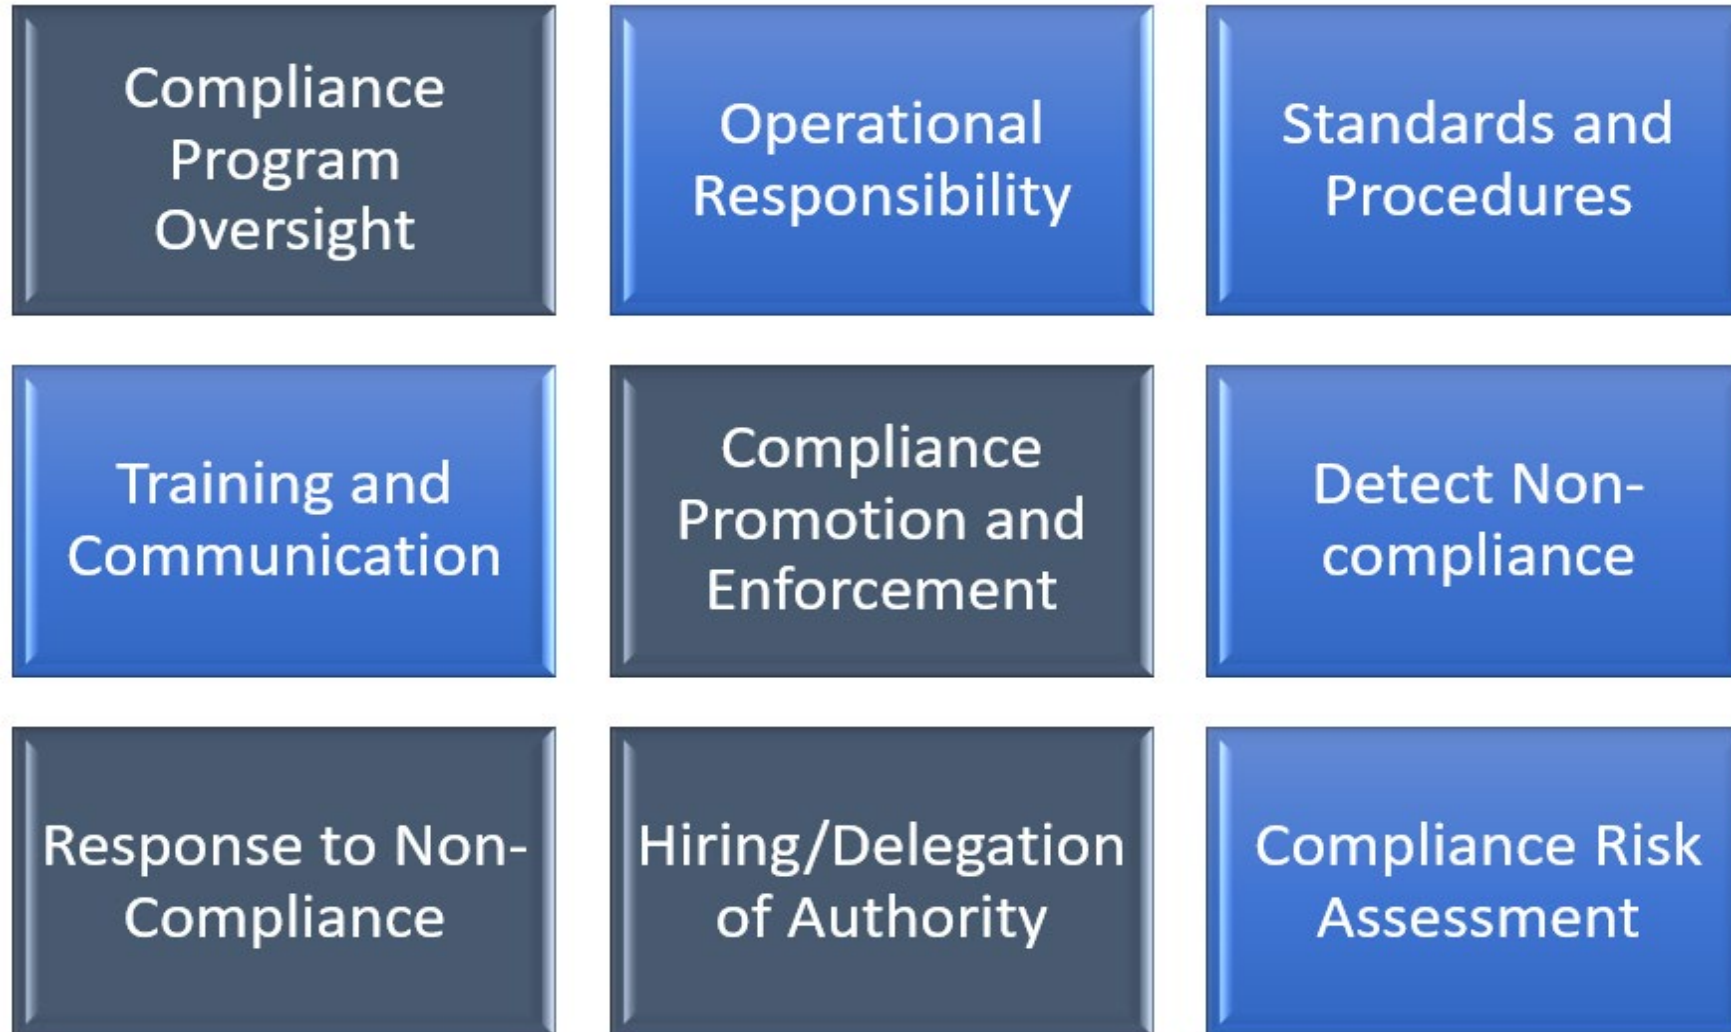 Compliance
Program
Oversight
Operational
Responsibility
Standards and
Procedures
Training and
Communication
Compliance
Promotion and
Enforcement
Detect Non-
compliance
Response to Non-
Compliance
Hiring/Delegation
of Authority
Compliance Risk
Assessment